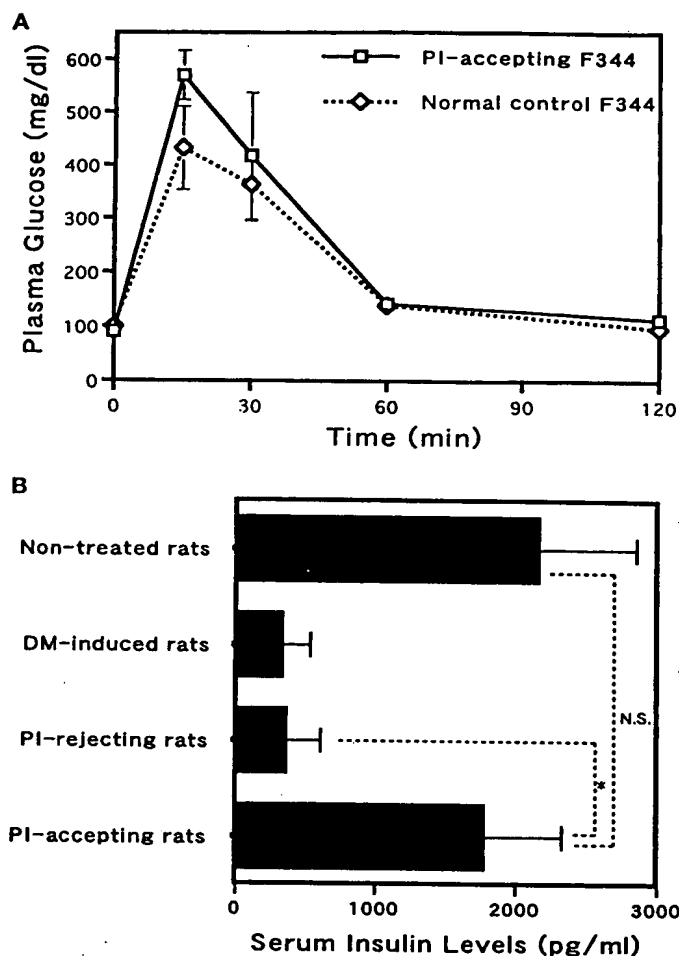 A
PI-accepting F344
Normal control F344
Plasma Glucose (mg/dl)
600
500
400
300
200
100
0
0 30 60 90 120
Time (min)
B
Non-treated rats
DM-induced rats
PI-rejecting rats
PI-accepting rats
N.S.
*
0 1000 2000 3000
Serum Insulin Levels (pg/ml)